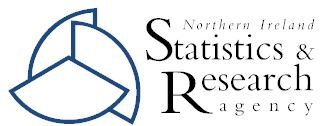 Northern Ireland
Statistics &
Research
agency